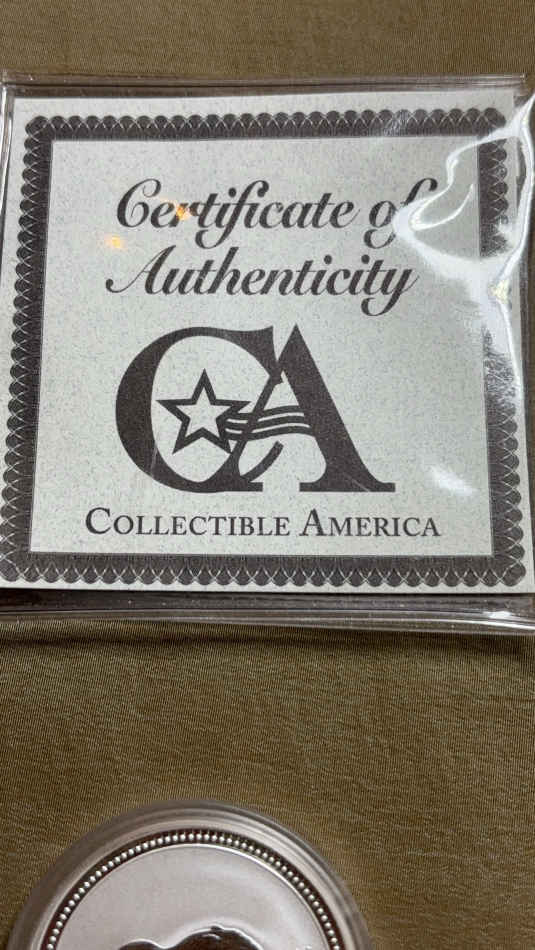 Certificate of
Authenticity
CA
COLLECTIBLE AMERICA